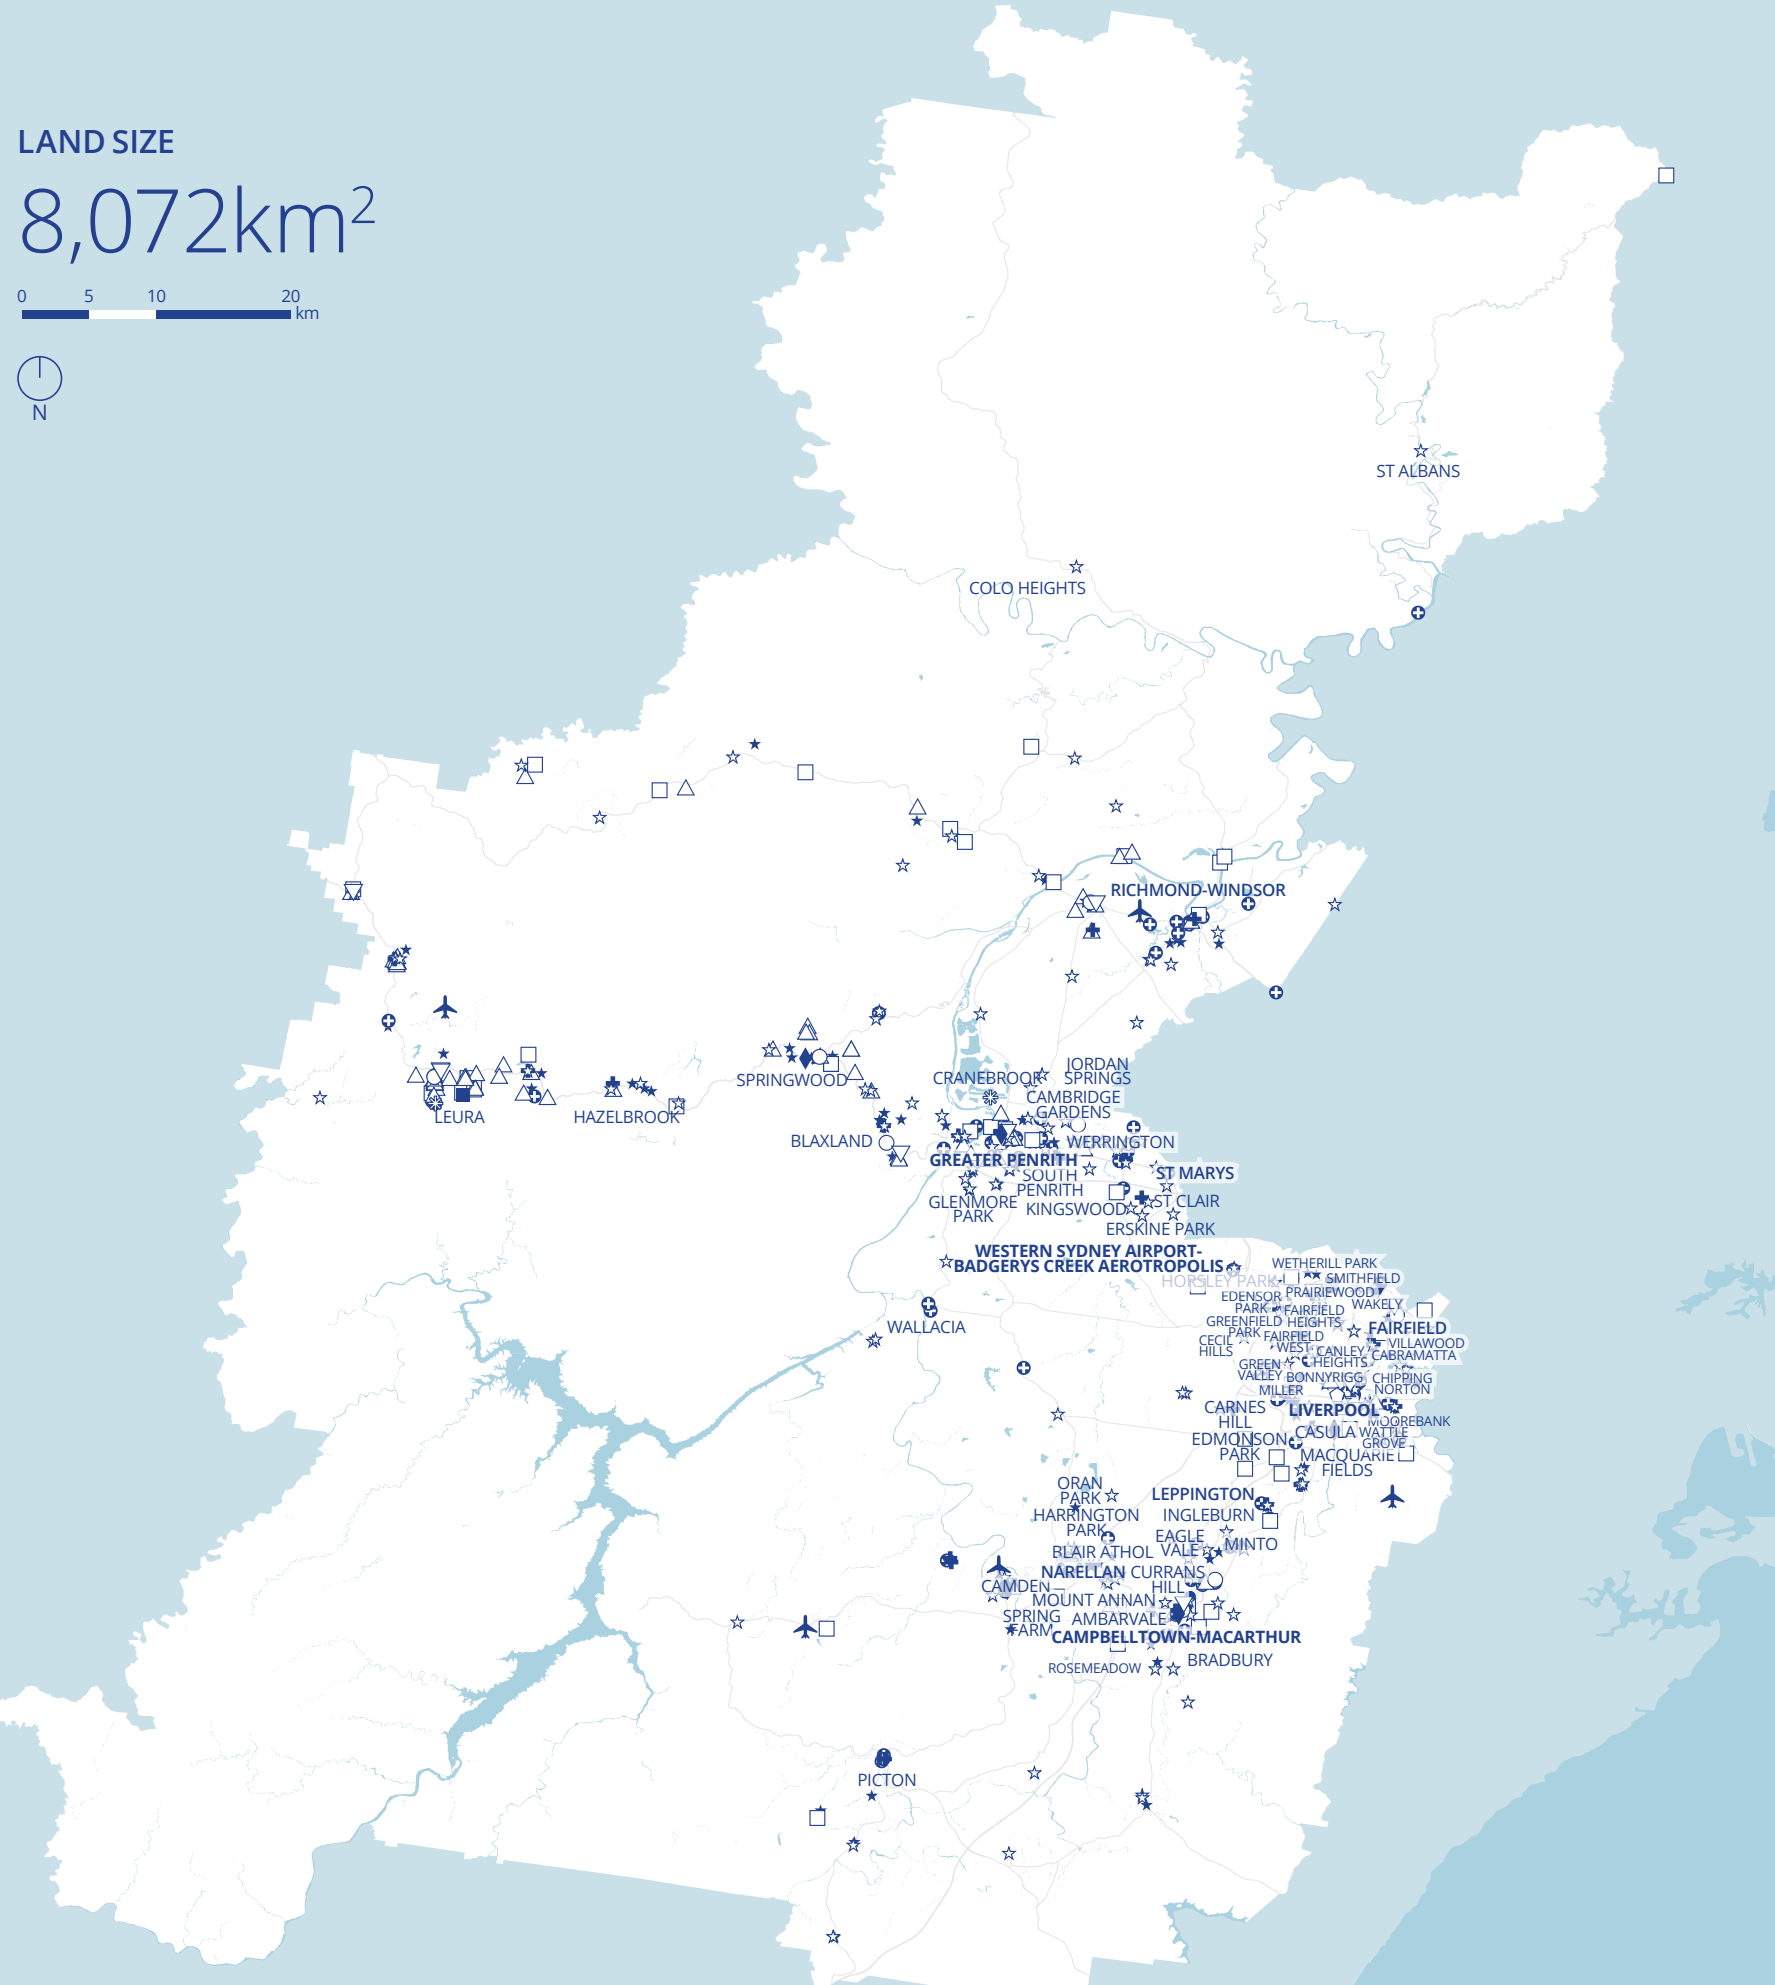 LAND SIZE
8,072km²
0 5 10 20
km
N
ST ALBANS
COLO HEIGHTS
RICHMOND-WINDSOR
JORDAN
SPRINGS
SPRINGWOOD
CRANEBROOK
CAMBRIDGE
GARDENS
LEURA
HAZELBROOK
BLAXLAND
WERRINGTON
GREATER PENRITH
ST MARYS
SOUTH
PENRITH
GLENMORE
PARK
KINGSWOOD
ST CLAIR
ERSKINE PARK
WESTERN SYDNEY AIRPORT-
BADGERYS CREEK AEROTROPOLIS
WETHERILL PARK
HORSLEY PARK
SMITHFIELD
PRAIRIEWOOD
EDENSOR
PARK
WAKELY
FAIRFIELD
HEIGHTS
GREENFIELD
PARK
FAIRFIELD
WALLACIA
CECIL
HILLS
FAIRFIELD
WEST
VILLAWOOD
CANLEY
HEIGHTS
CABRAMATTA
GREEN
VALLEY
BONNYRIGG
CHIPPING
NORTON
MILLER
CARNES
HILL
LIVERPOOL
MOOREBANK
EDMONSON
PARK
CASULA
WATTLE
GROVE
MACQUARIE
FIELDS
ORAN
PARK
LEPPINGTON
HARRINGTON
PARK
INGLEBURN
EAGLE
VALE
MINTO
BLAIR ATHOL
NARELLAN
CURRANS
HILL
CAMDEN
MOUNT ANNAN
SPRING
FARM
AMBARVALE
CAMPBELLTOWN-MACARTHUR
BRADBURY
ROSEMEADOW
PICTON